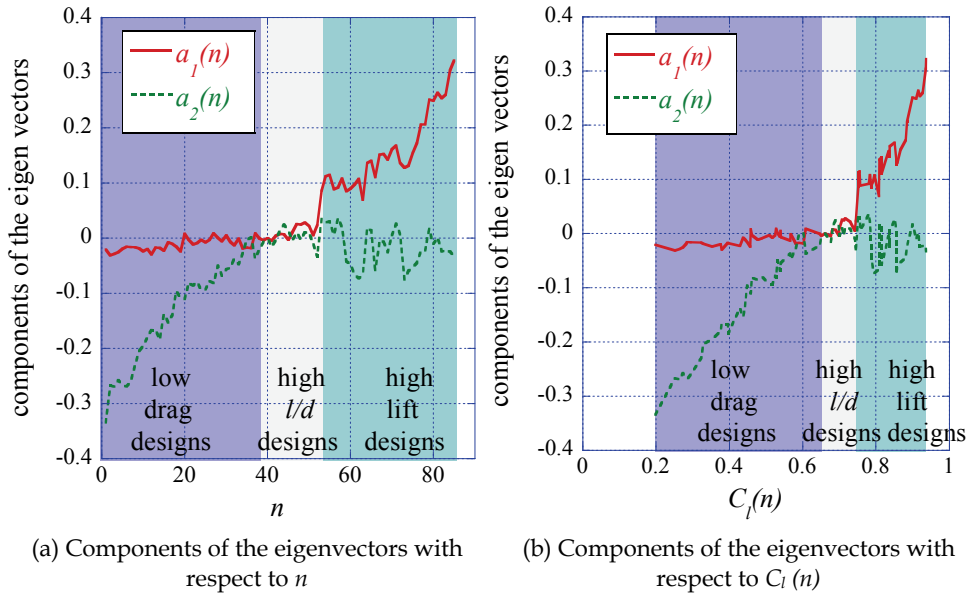 components of the eigen vectors
0.4
0.3
0.2
0.1
0
-0.1
-0.2
-0.3
-0.4
a1(n)
a2(n)
low
drag
designs
high
l/d
designs
high
lift
designs
0
20
40
60
80
n
(a) Components of the eigenvectors with
respect to n
components of the eigen vectors
0.4
0.3
0.2
0.1
0
-0.1
-0.2
-0.3
-0.4
a1(n)
a2(n)
low
drag
designs
high
l/d
designs
high
lift
designs
0
0.2
0.4
0.6
0.8
1
Cl(n)
(b) Components of the eigenvectors with
respect to Cl (n)